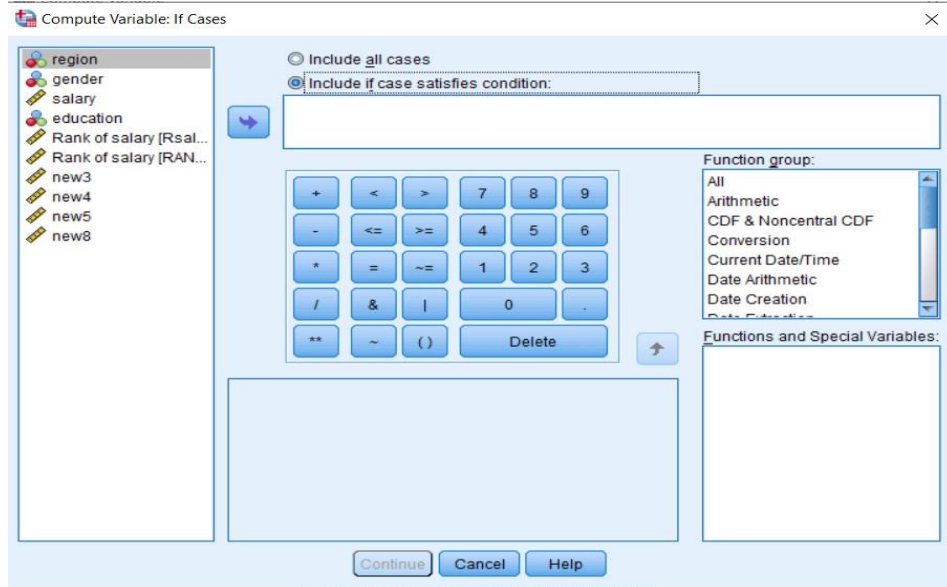 Compute Variable: If Cases
region
gender
salary
education
Rank of salary [Rsal...
Rank of salary [RAN...
new3
new4
new5
new8
Include all cases
Include if case satisfies condition:
+ < > 7 8 9
- <= >= 4 5 6
* = ~= 1 2 3
/ & | 0 .
** ~ ( ) Delete
Function group:
All
Arithmetic
CDF & Noncentral CDF
Conversion
Current Date/Time
Date Arithmetic
Date Creation
Functions and Special Variables:
Continue Cancel Help